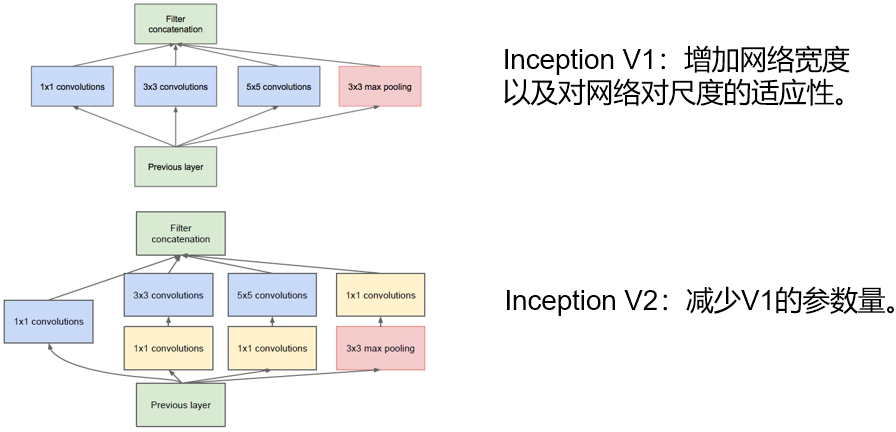 Filter
concatenation
1x1 convolutions
3x3 convolutions
5x5 convolutions
3x3 max pooling
Previous layer
Inception V1：增加网络宽度
以及对网络对尺度的适应性。
Filter
concatenation
3x3 convolutions
5x5 convolutions
1x1 convolutions
1x1 convolutions
1x1 convolutions
1x1 convolutions
3x3 max pooling
Previous layer
Inception V2：减少V1的参数量。